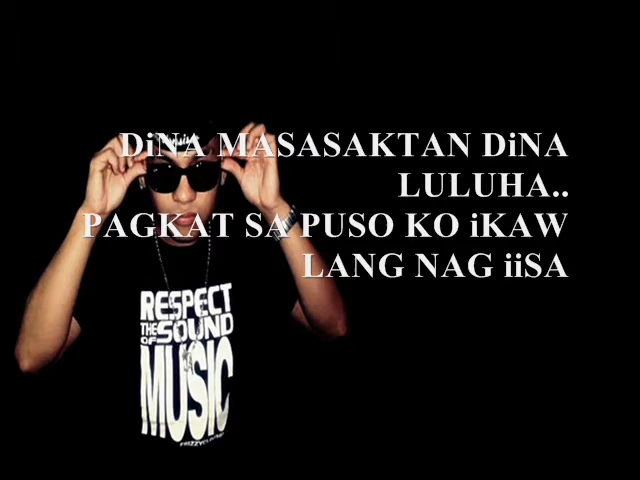 DiNA MASASAKTAN DiNA
LULUHA..
PAGKAT SA PUSO KO iKAW
LANG NAG iiSA
RESPECT
THE SOUND
OF
MUSIC